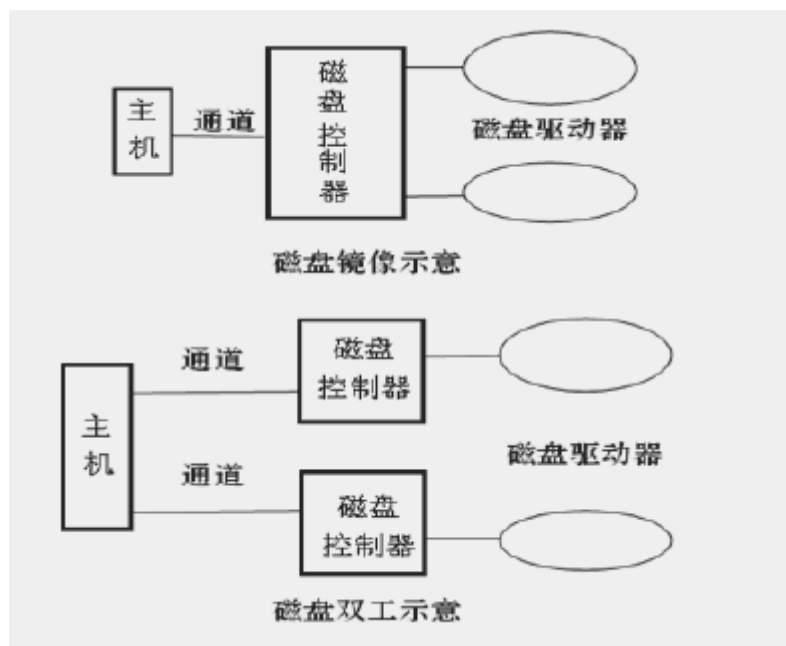 主机
通道
磁盘控制器
磁盘驱动器
磁盘镜像示意
主机
通道
磁盘
控制器
磁盘驱动器
通道
磁盘
控制器
磁盘双工示意